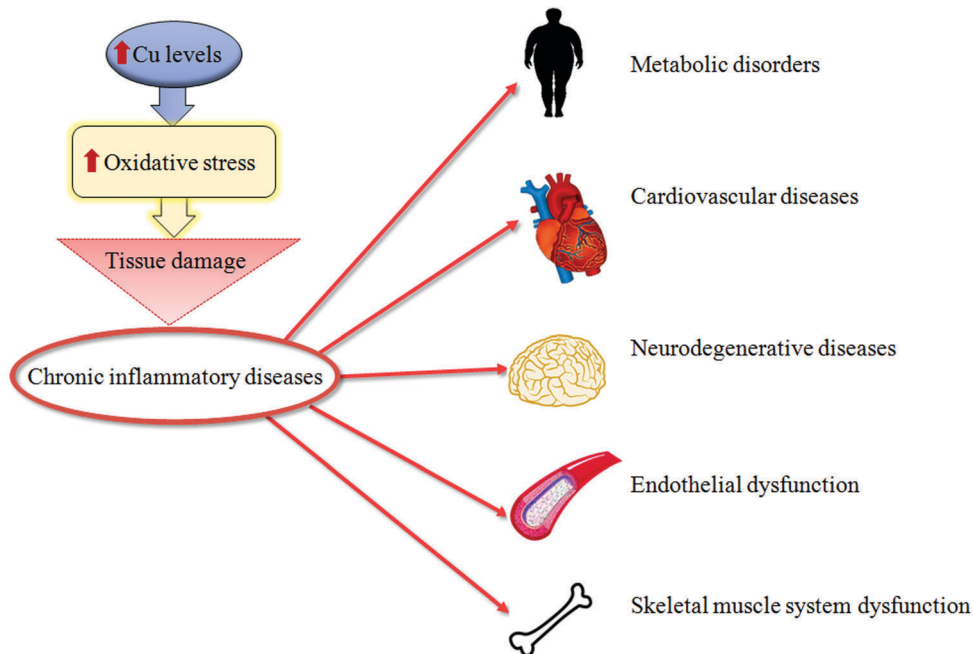 Cu levels
Oxidative stress
Tissue damage
Chronic inflammatory diseases
Metabolic disorders
Cardiovascular diseases
Neurodegenerative diseases
Endothelial dysfunction
Skeletal muscle system dysfunction